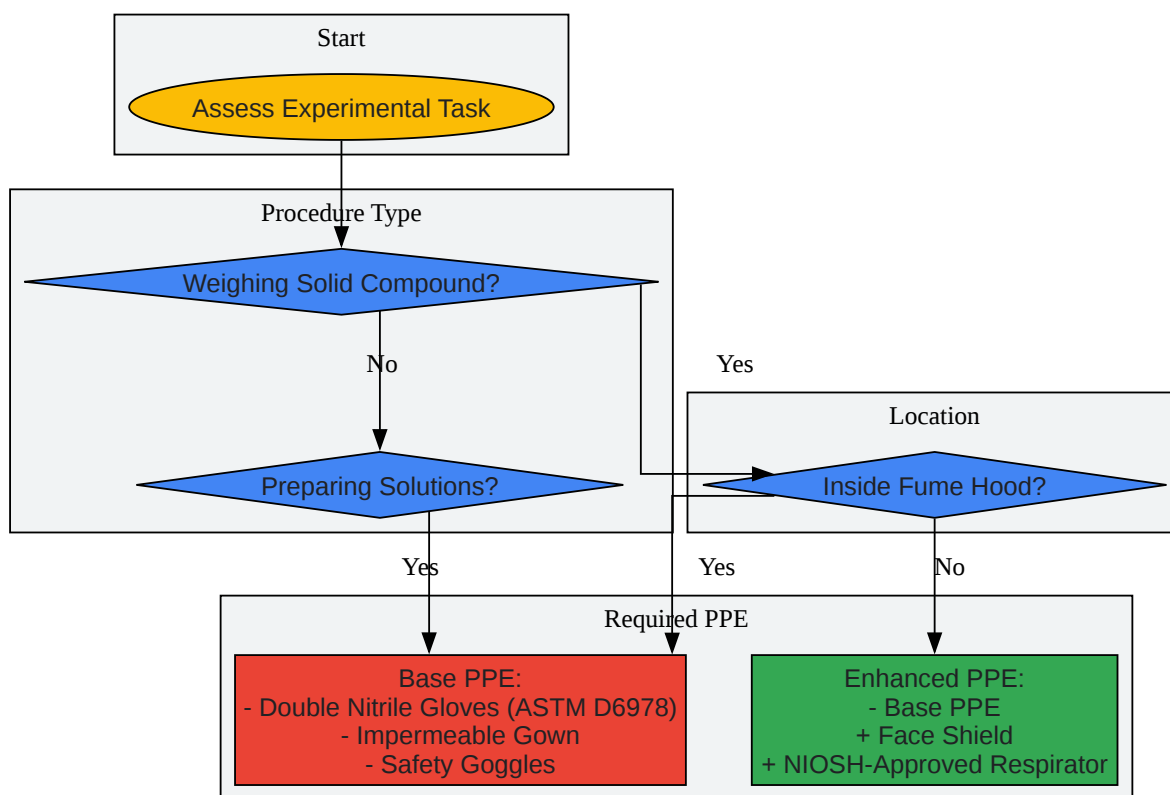 Start
Assess Experimental Task
Procedure Type
Weighing Solid Compound?
No
Yes
Location
Preparing Solutions?
Inside Fume Hood?
Yes
Yes
No
Required PPE
Base PPE:
- Double Nitrile Gloves (ASTM D6978)
- Impermeable Gown
- Safety Goggles
Enhanced PPE:
- Base PPE
+ Face Shield
+ NIOSH-Approved Respirator